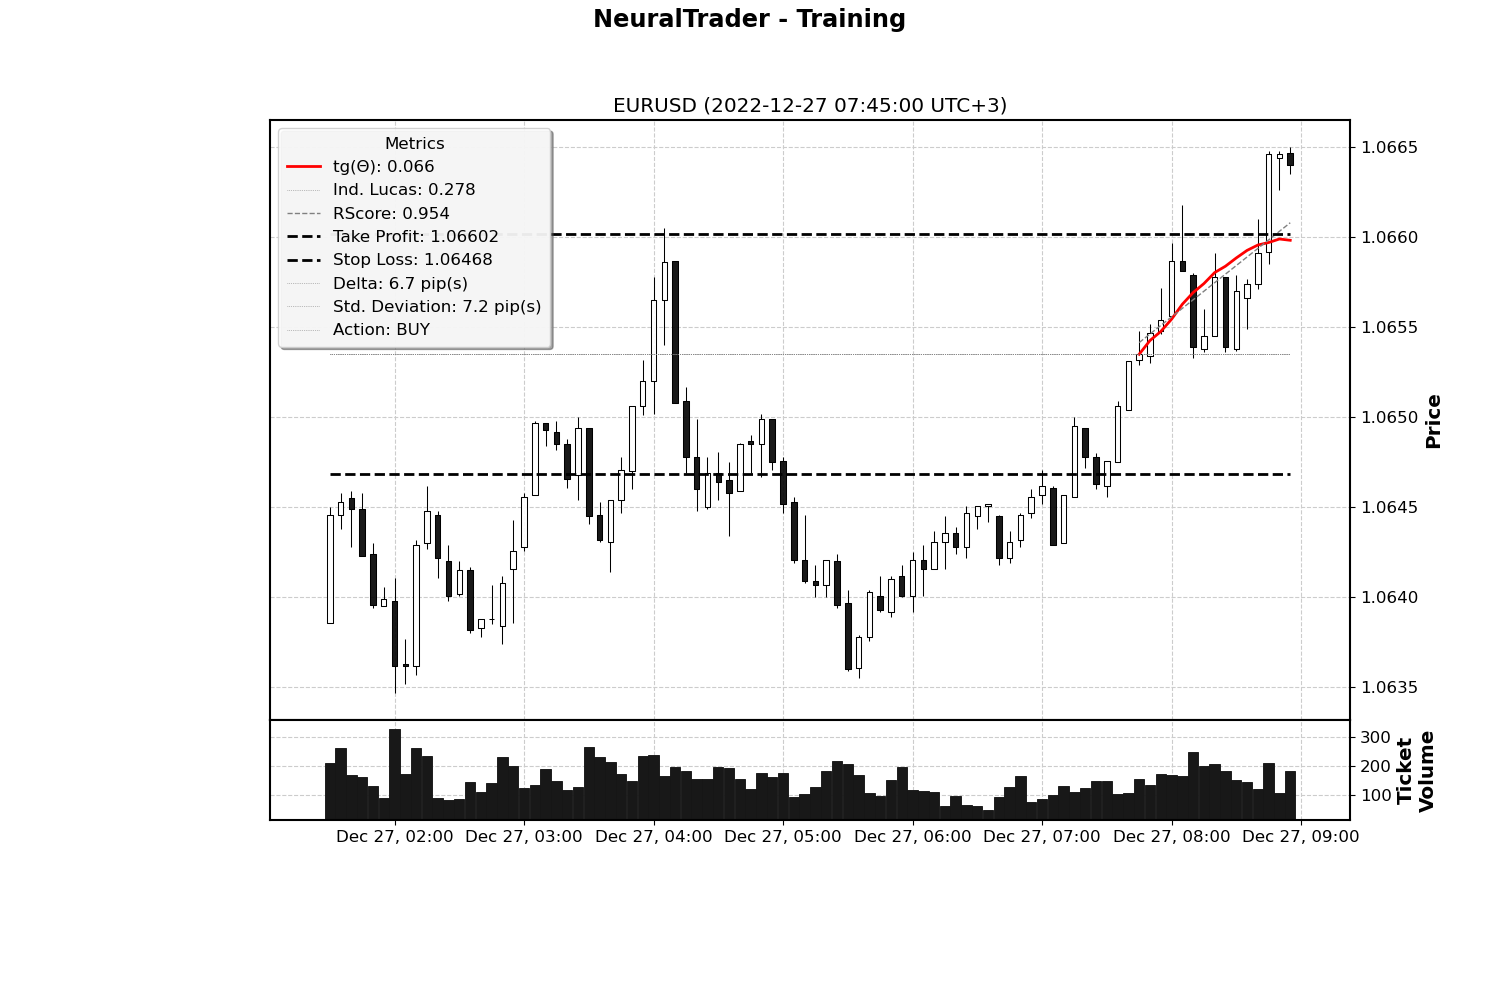 NeuralTrader - Training
EURUSD (2022-12-27 07:45:00 UTC+3)
Metrics
tg(Θ): 0.066
Ind. Lucas: 0.278
RScore: 0.954
Take Profit: 1.06602
Stop Loss: 1.06468
Delta: 6.7 pip(s)
Std. Deviation: 7.2 pip(s)
Action: BUY
1.0665
1.0660
1.0655
1.0650
1.0645
1.0640
1.0635
Price
300
200
100
Ticket
Volume
Dec 27, 02:00
Dec 27, 03:00
Dec 27, 04:00
Dec 27, 05:00
Dec 27, 06:00
Dec 27, 07:00
Dec 27, 08:00
Dec 27, 09:00